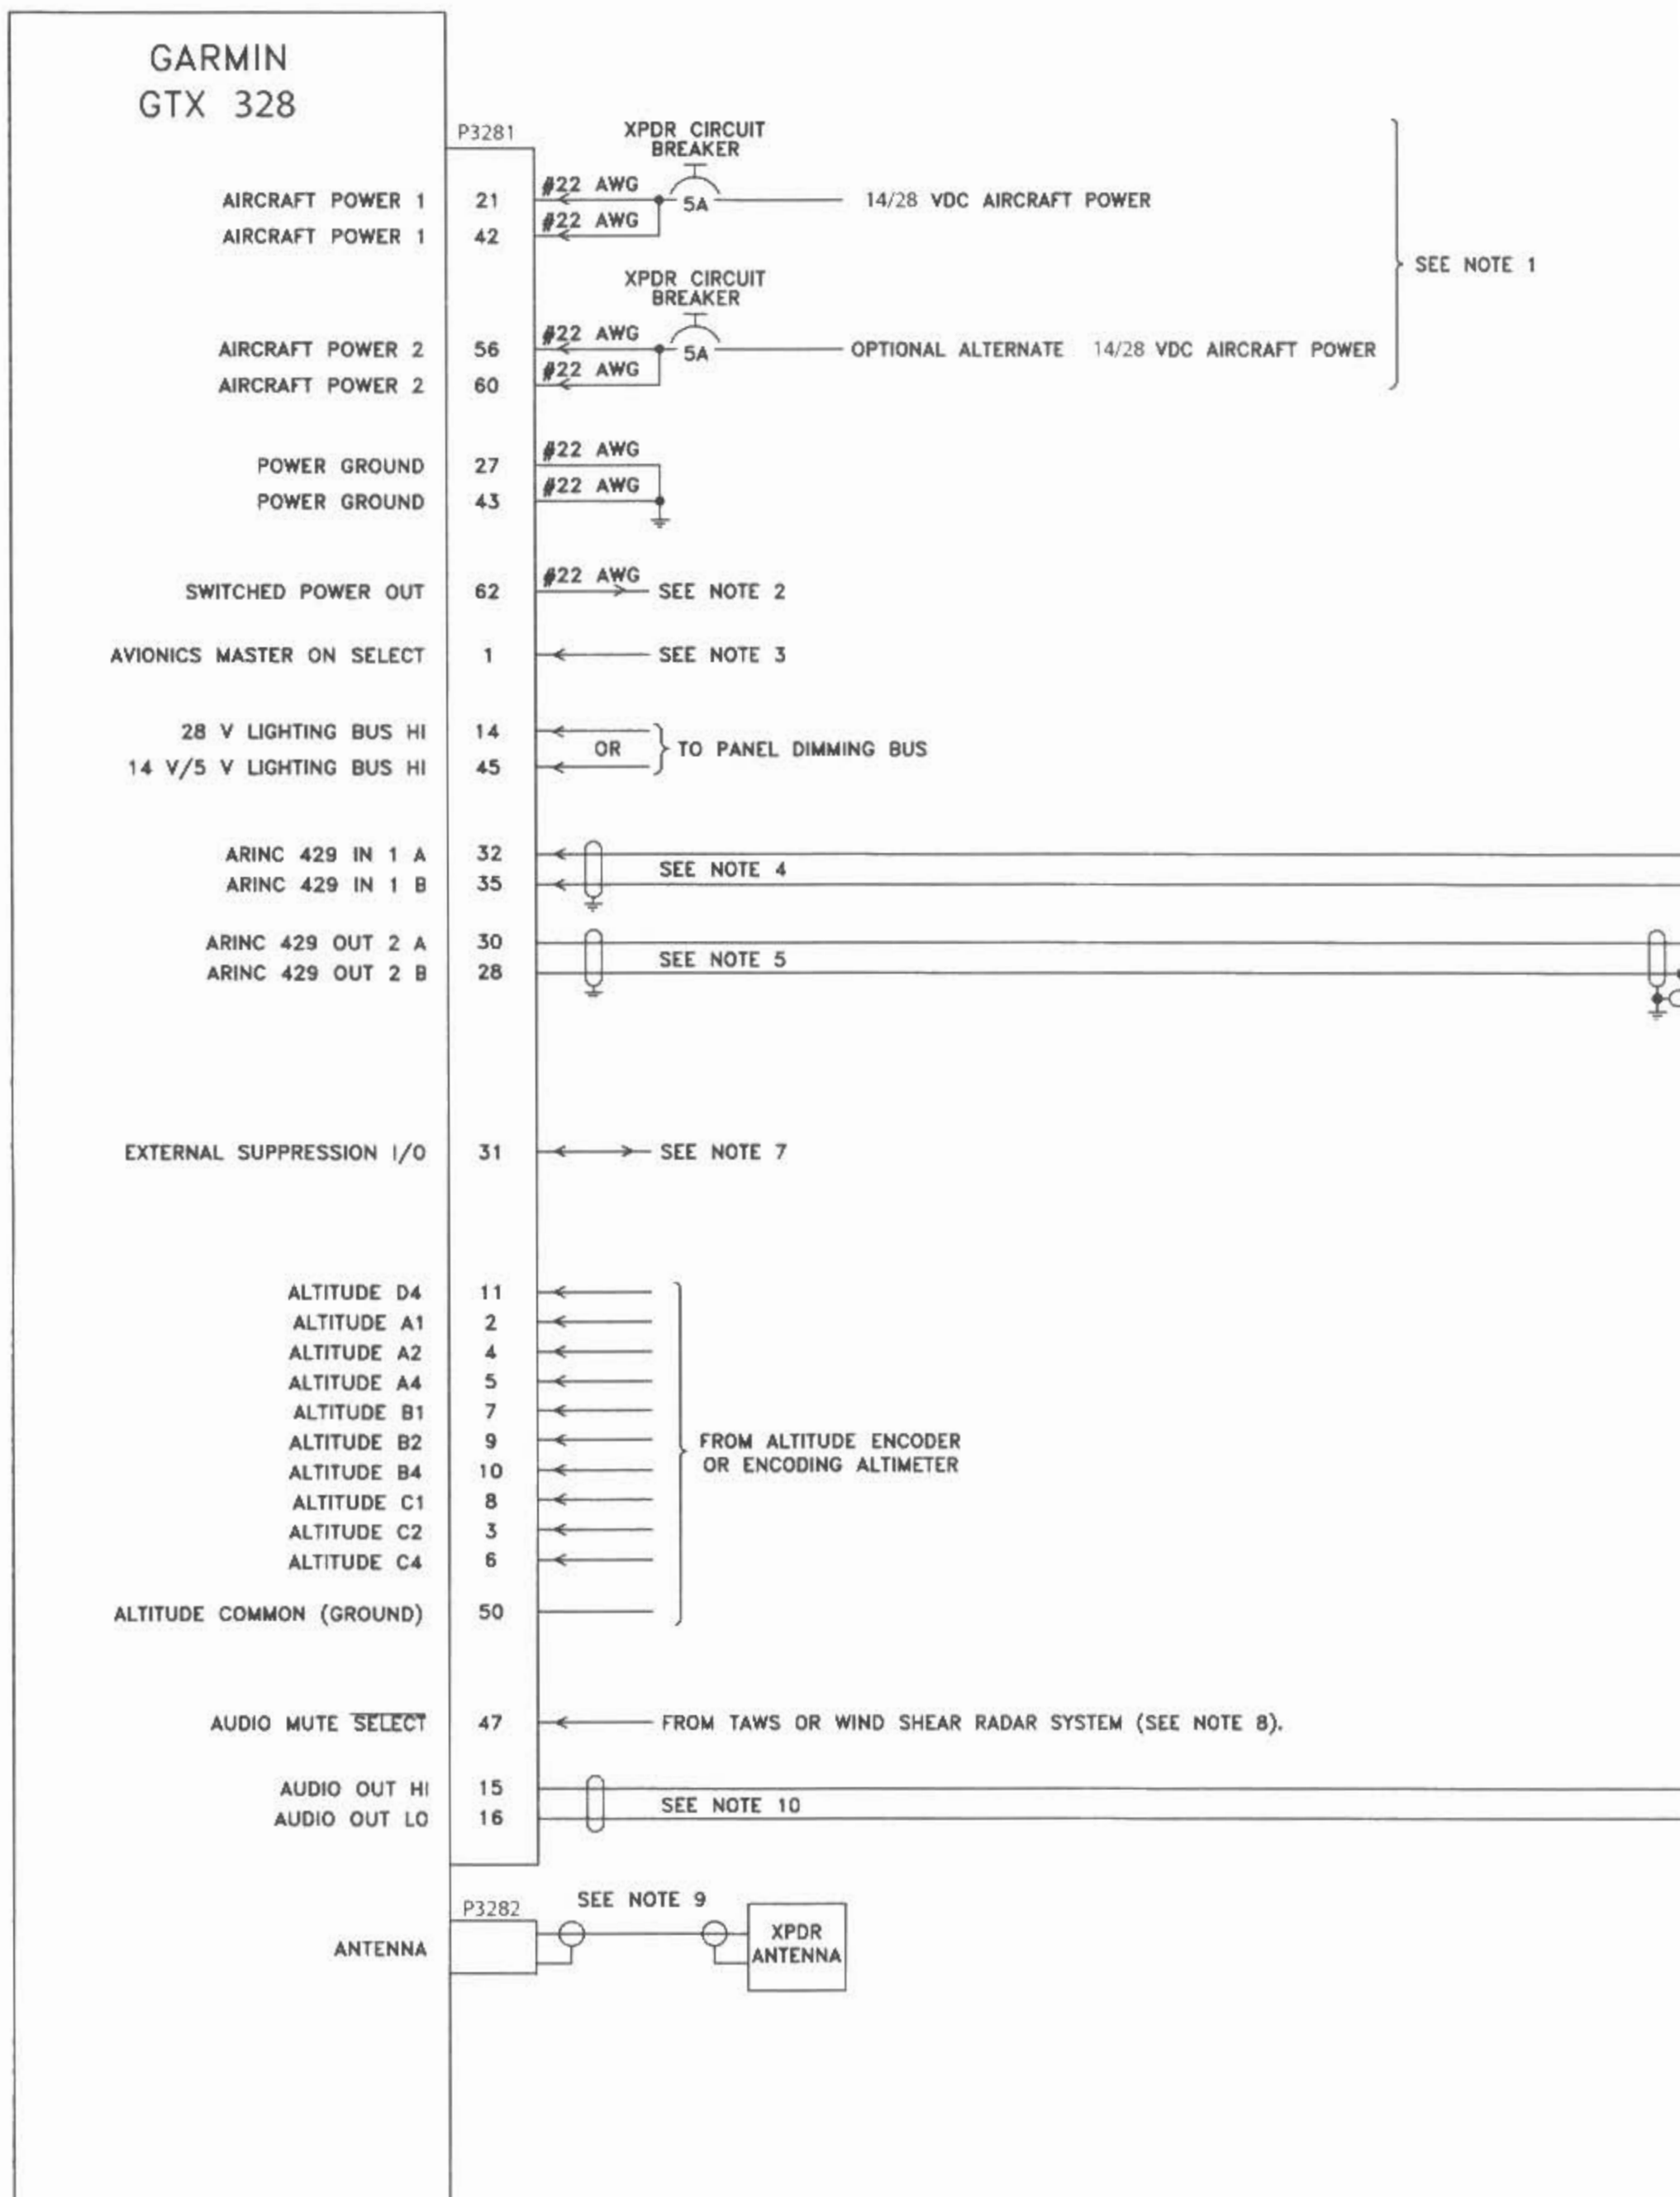 GARMIN
GTX 328
P3281
XPDR CIRCUIT
BREAKER
AIRCRAFT POWER 1 21 #22 AWG 5A 14/28 VDC AIRCRAFT POWER
AIRCRAFT POWER 1 42 #22 AWG
SEE NOTE 1
XPDR CIRCUIT
BREAKER
AIRCRAFT POWER 2 56 #22 AWG 5A OPTIONAL ALTERNATE 14/28 VDC AIRCRAFT POWER
AIRCRAFT POWER 2 60 #22 AWG
POWER GROUND 27 #22 AWG
POWER GROUND 43 #22 AWG
SWITCHED POWER OUT 62 #22 AWG SEE NOTE 2
AVIONICS MASTER ON SELECT 1 SEE NOTE 3
28 V LIGHTING BUS HI 14
OR TO PANEL DIMMING BUS
14 V/5 V LIGHTING BUS HI 45
ARINC 429 IN 1 A 32
SEE NOTE 4
ARINC 429 IN 1 B 35
ARINC 429 OUT 2 A 30
SEE NOTE 5
ARINC 429 OUT 2 B 28
EXTERNAL SUPPRESSION I/O 31 SEE NOTE 7
ALTITUDE D4 11
ALTITUDE A1 2
ALTITUDE A2 4
ALTITUDE A4 5
ALTITUDE B1 7
ALTITUDE B2 9
FROM ALTITUDE ENCODER
OR ENCODING ALTIMETER
ALTITUDE B4 10
ALTITUDE C1 8
ALTITUDE C2 3
ALTITUDE C4 6
ALTITUDE COMMON (GROUND) 50
AUDIO MUTE SELECT 47 FROM TAWS OR WIND SHEAR RADAR SYSTEM (SEE NOTE 8).
AUDIO OUT HI 15
SEE NOTE 10
AUDIO OUT LO 16
P3282 SEE NOTE 9
ANTENNA
XPDR
ANTENNA